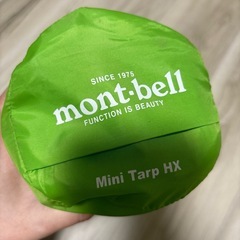 SINCE 1975
mont·bell
FUNCTION IS BEAUTY
Mini Tarp HX